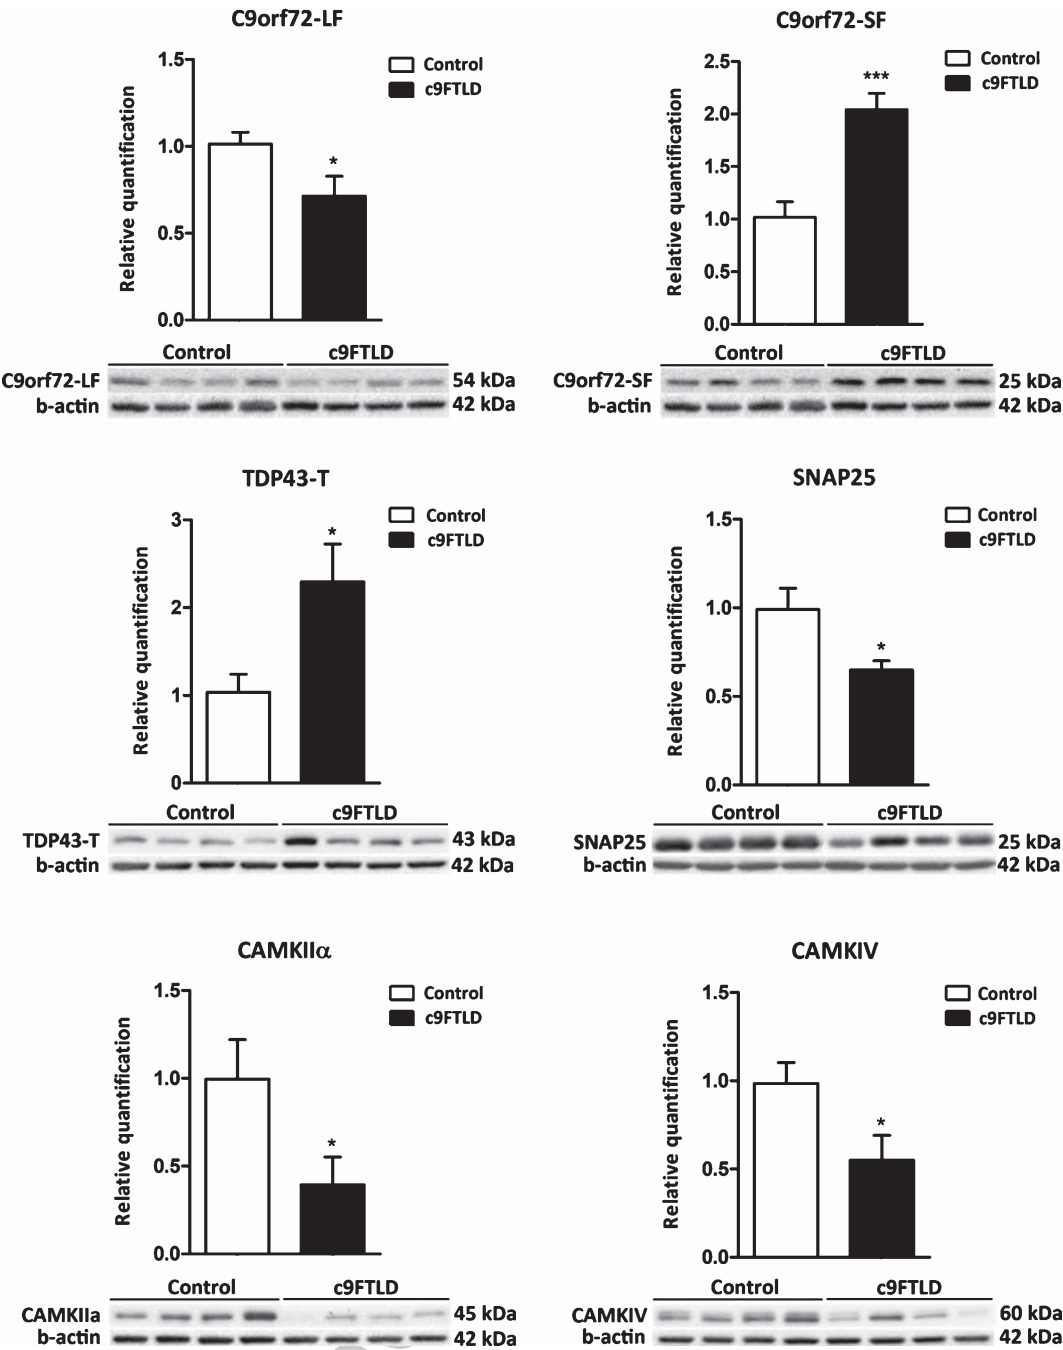 C9orf72-LF
1.5
1.0
0.5
0.0
Relative quantification
*
Control
c9FTLD
Control c9FTLD
C9orf72-LF 54 kDa
b-actin 42 kDa
C9orf72-SF
2.5
2.0
1.5
1.0
0.5
0.0
Relative quantification
***
Control
c9FTLD
Control c9FTLD
C9orf72-SF 25 kDa
b-actin 42 kDa
TDP43-T
3
2
1
0
Relative quantification
*
Control
c9FTLD
Control c9FTLD
TDP43-T 43 kDa
b-actin 42 kDa
SNAP25
1.5
1.0
0.5
0.0
Relative quantification
*
Control
c9FTLD
Control c9FTLD
SNAP25 25 kDa
b-actin 42 kDa
CAMKIIα
1.5
1.0
0.5
0.0
Relative quantification
*
Control
c9FTLD
Control c9FTLD
CAMKIIa 45 kDa
b-actin 42 kDa
CAMKIV
1.5
1.0
0.5
0.0
Relative quantification
*
Control
c9FTLD
Control c9FTLD
CAMKIV 60 kDa
b-actin 42 kDa